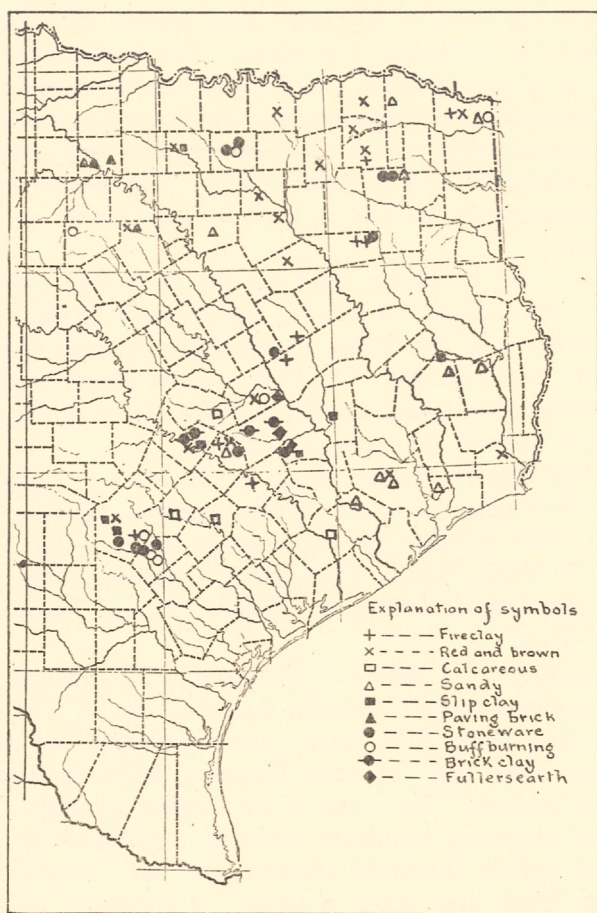 Explanation of symbols
Fireclay
Red and brown
Calcareous
Sandy
Slip clay
Paving brick
Stoneware
Buff burning
Brick clay
Fullersearth